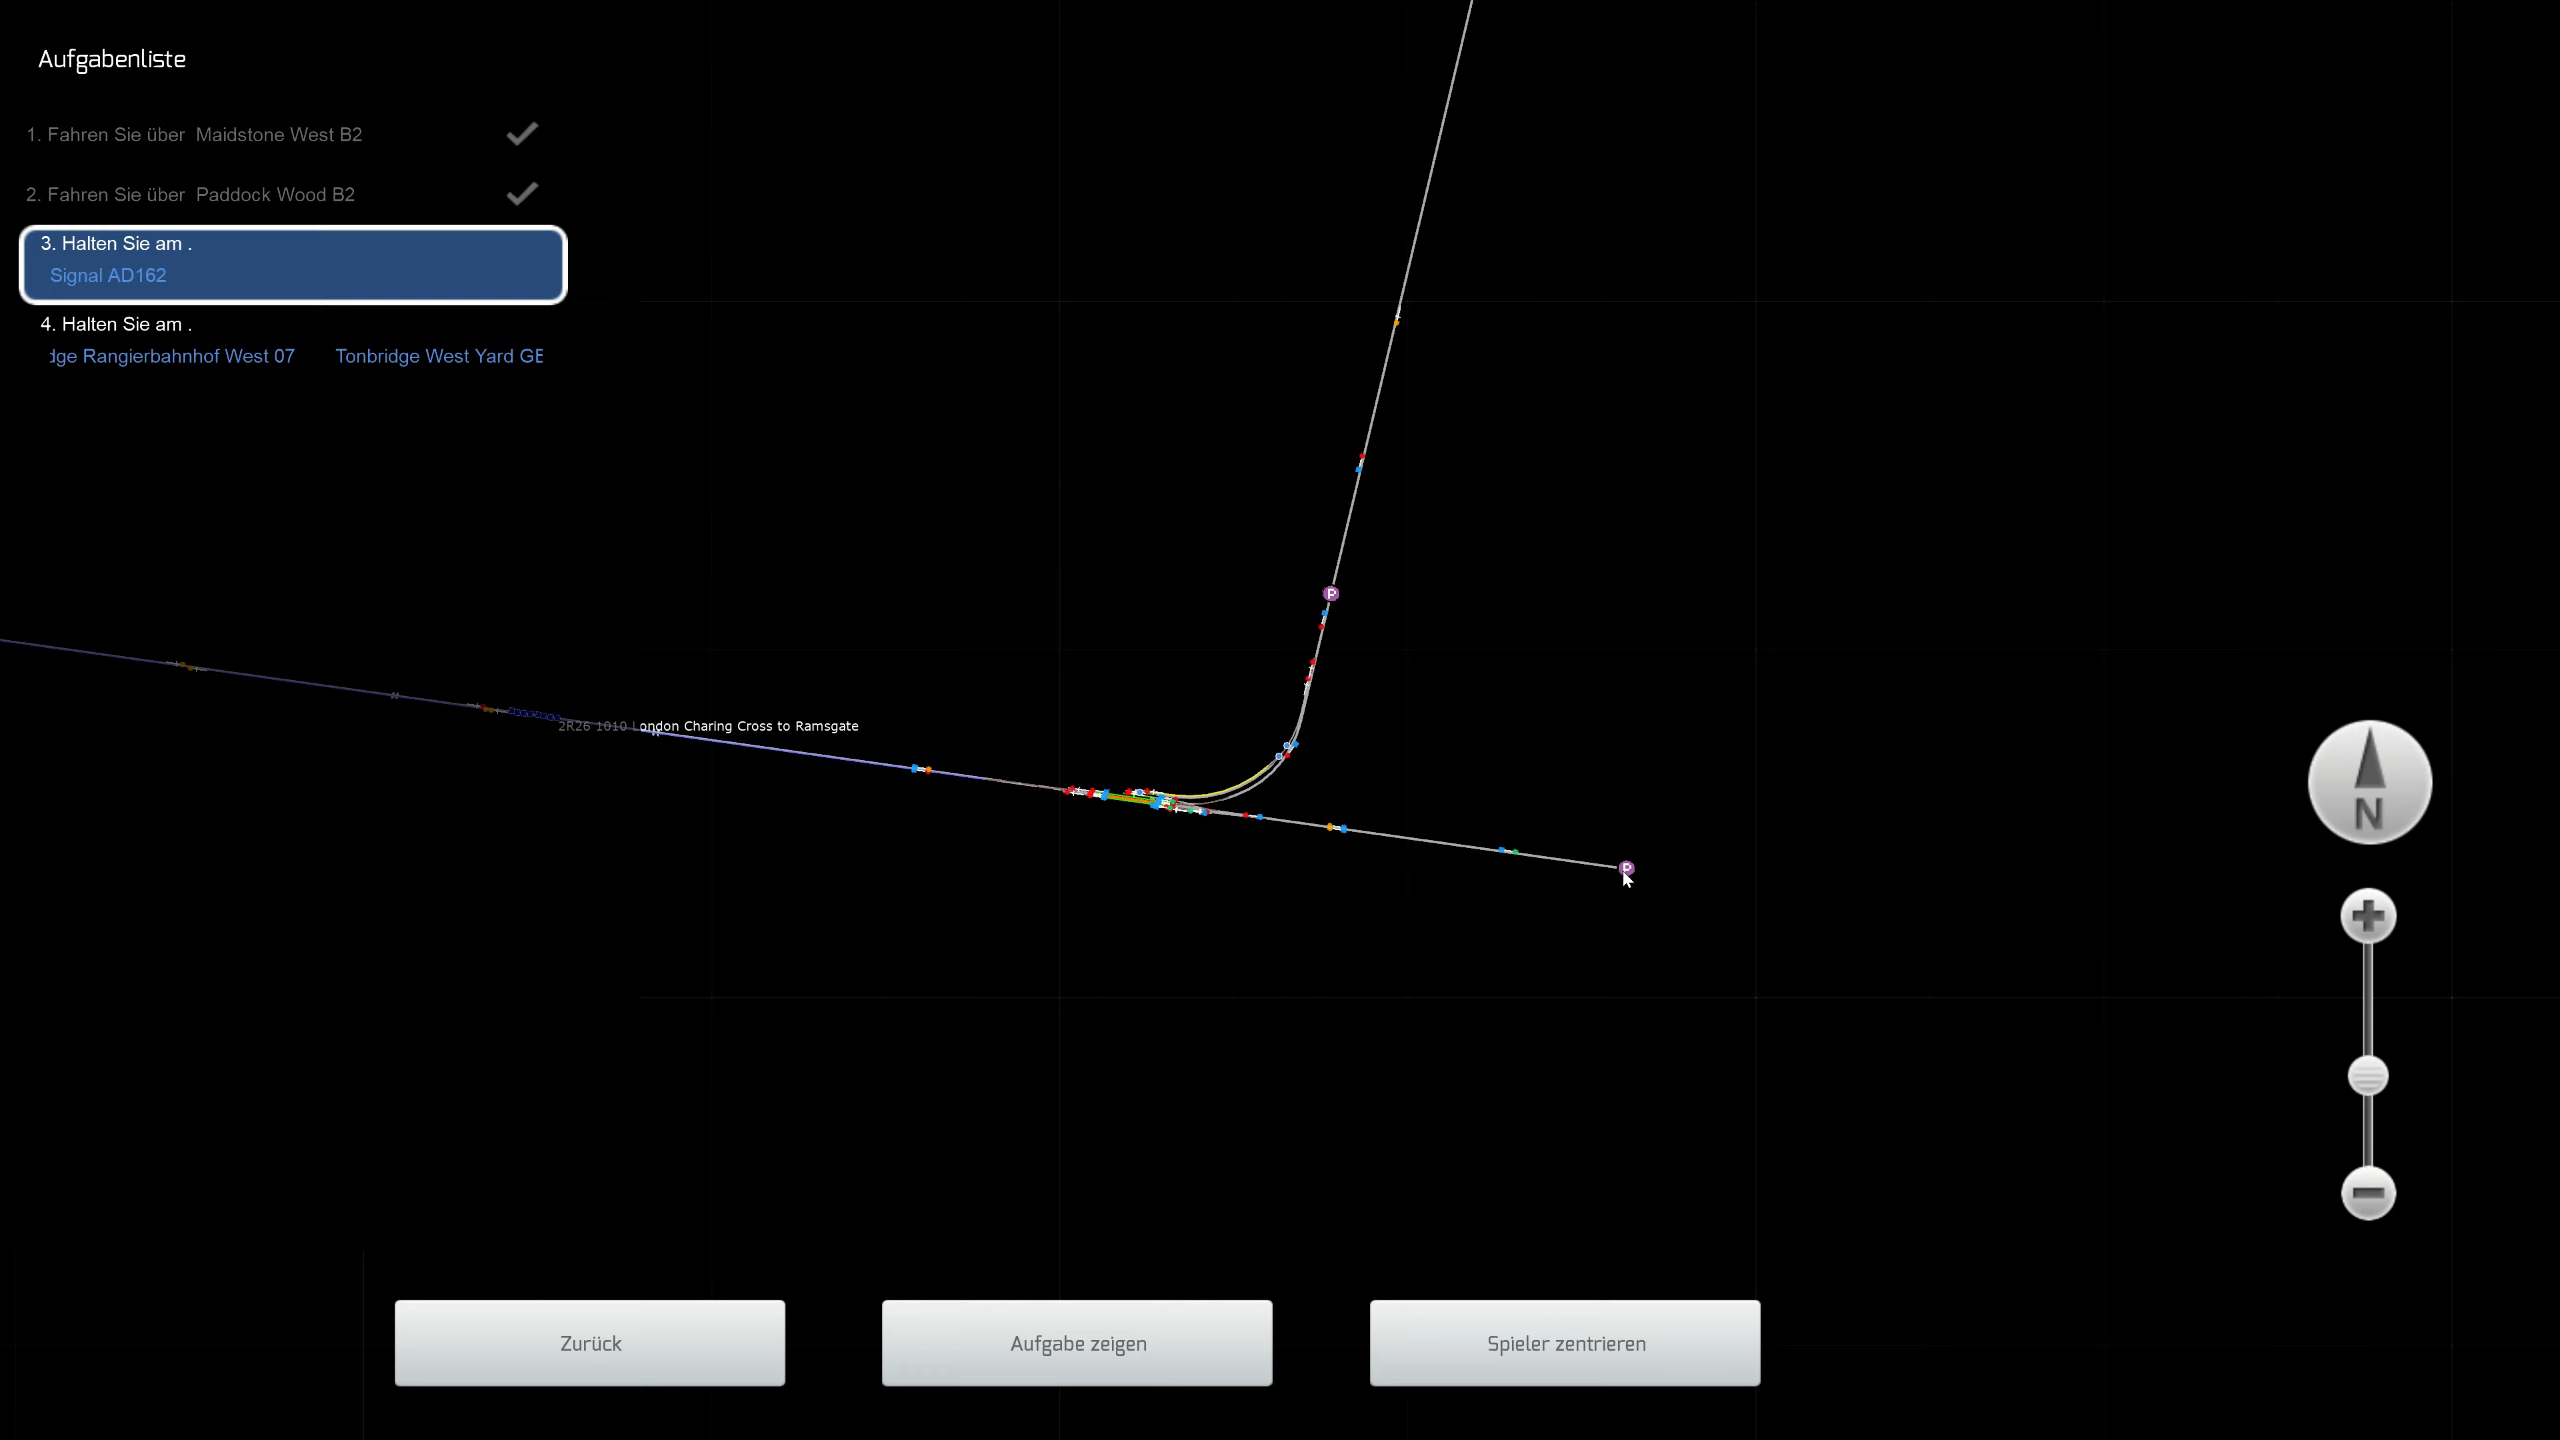 Aufgabenliste
1. Fahren Sie über Maidstone West B2
2. Fahren Sie über Paddock Wood B2
3. Halten Sie am .
Signal AD162
4. Halten Sie am .
dge Rangierbahnhof West 07 Tonbridge West Yard GE
2R26 1010 London Charing Cross to Ramsgate
P
P
N
Zurück
Aufgabe zeigen
Spieler zentrieren